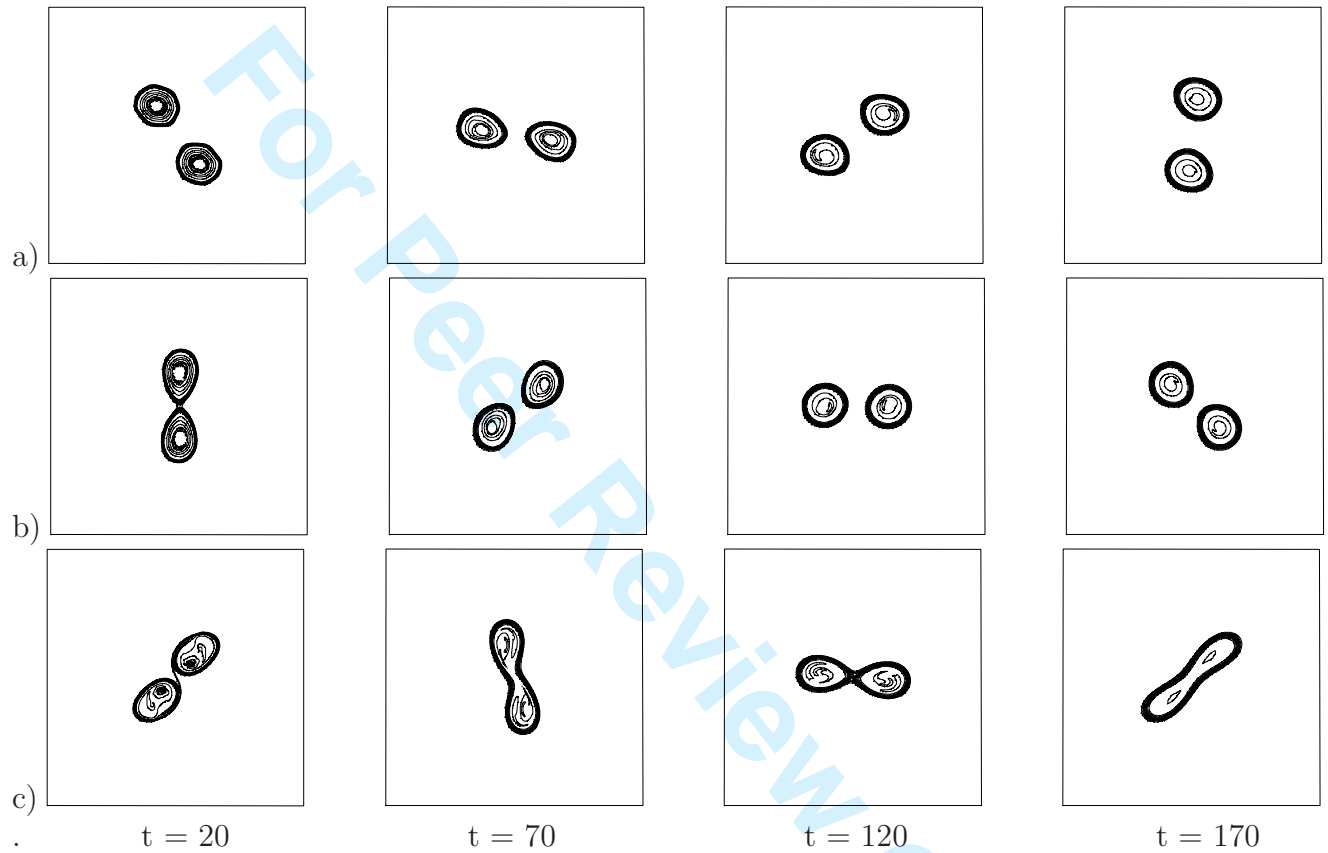 For Peer Review
a)
b)
c)
. t = 20 t = 70 t = 120 t = 170